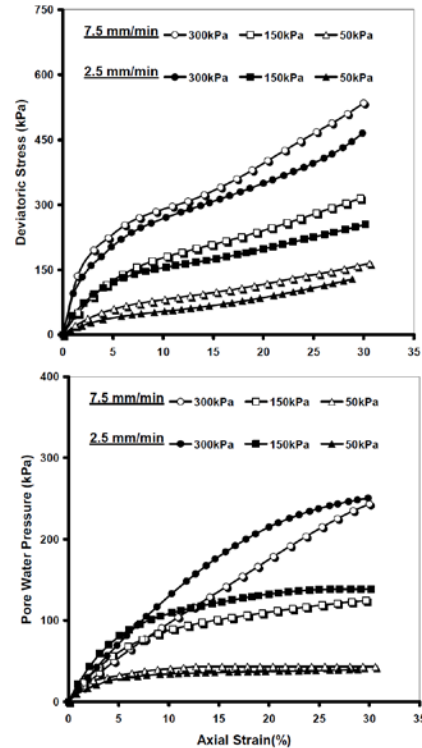 750
600
450
300
150
0
Deviatoric Stress (kPa)
7.5 mm/min 300kPa 150kPa 50kPa
2.5 mm/min 300kPa 150kPa 50kPa
0 5 10 15 20 25 30 35
400
300
200
100
0
Pore Water Pressure (kPa)
7.5 mm/min 300kPa 150kPa 50kPa
2.5 mm/min 300kPa 150kPa 50kPa
0 5 10 15 20 25 30 35
Axial Strain(%)